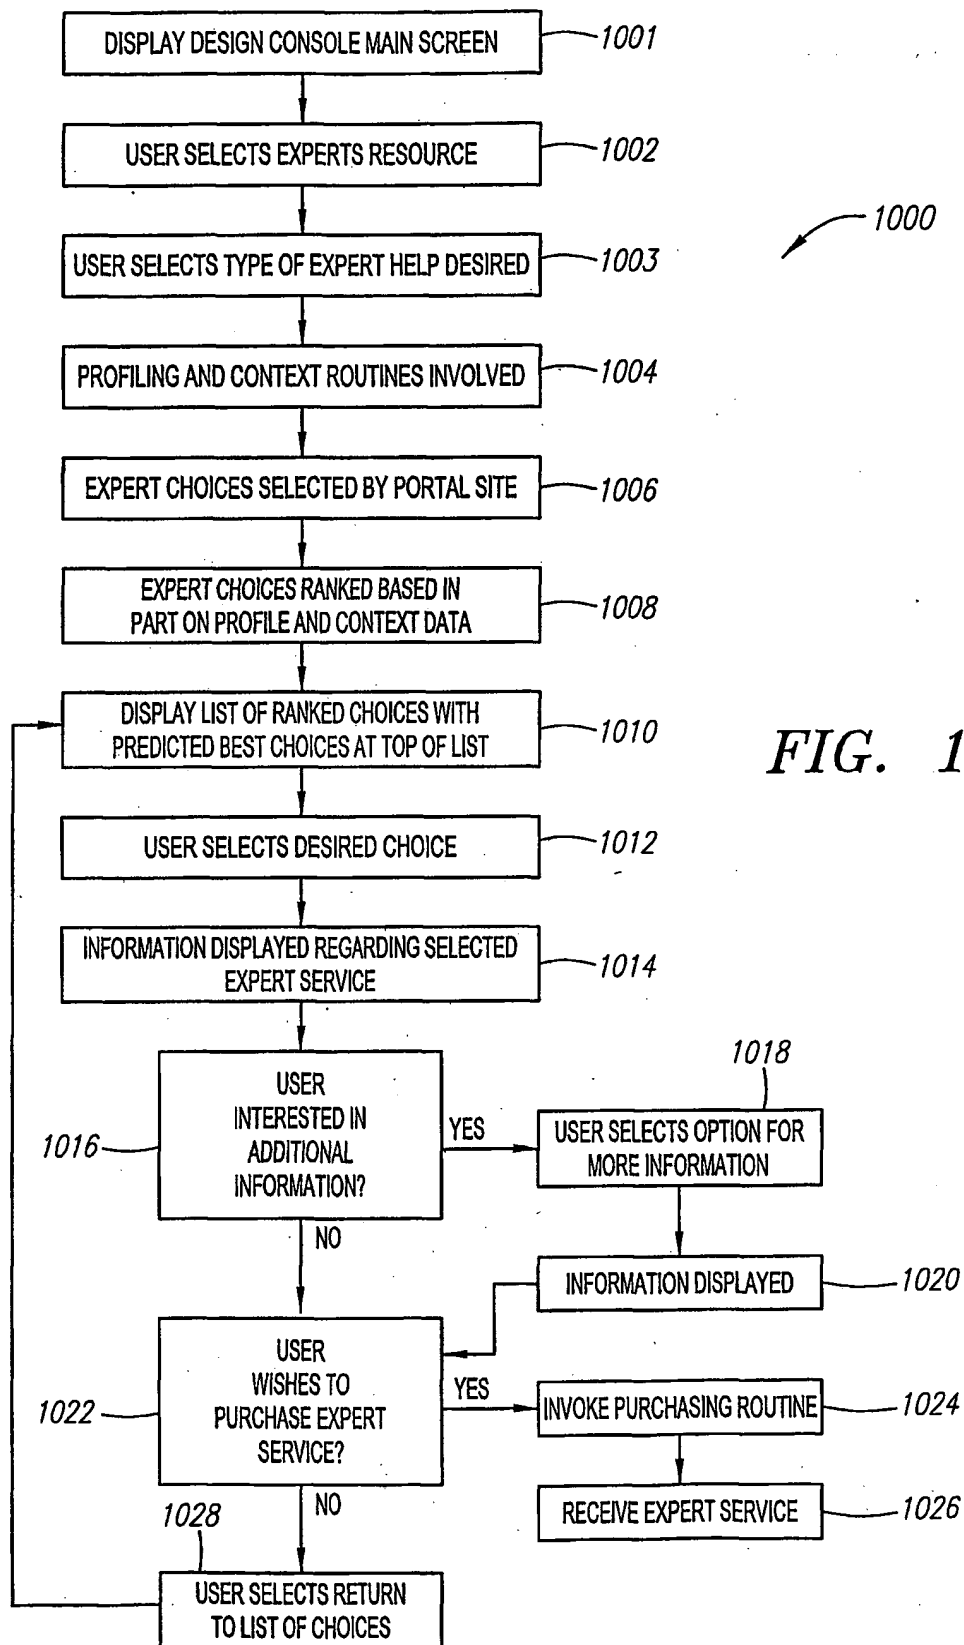 DISPLAY DESIGN CONSOLE MAIN SCREEN
1001
USER SELECTS EXPERTS RESOURCE
1002
1000
USER SELECTS TYPE OF EXPERT HELP DESIRED
1003
PROFILING AND CONTEXT ROUTINES INVOLVED
1004
EXPERT CHOICES SELECTED BY PORTAL SITE
1006
EXPERT CHOICES RANKED BASED IN
PART ON PROFILE AND CONTEXT DATA
1008
DISPLAY LIST OF RANKED CHOICES WITH
PREDICTED BEST CHOICES AT TOP OF LIST
1010
FIG. 1
USER SELECTS DESIRED CHOICE
1012
INFORMATION DISPLAYED REGARDING SELECTED
EXPERT SERVICE
1014
USER
INTERESTED IN
ADDITIONAL
INFORMATION?
1016
YES
NO
1018
USER SELECTS OPTION FOR
MORE INFORMATION
INFORMATION DISPLAYED
1020
USER
WISHES TO
PURCHASE EXPERT
SERVICE?
1022
YES
NO
INVOKE PURCHASING ROUTINE
1024
RECEIVE EXPERT SERVICE
1026
1028
USER SELECTS RETURN
TO LIST OF CHOICES